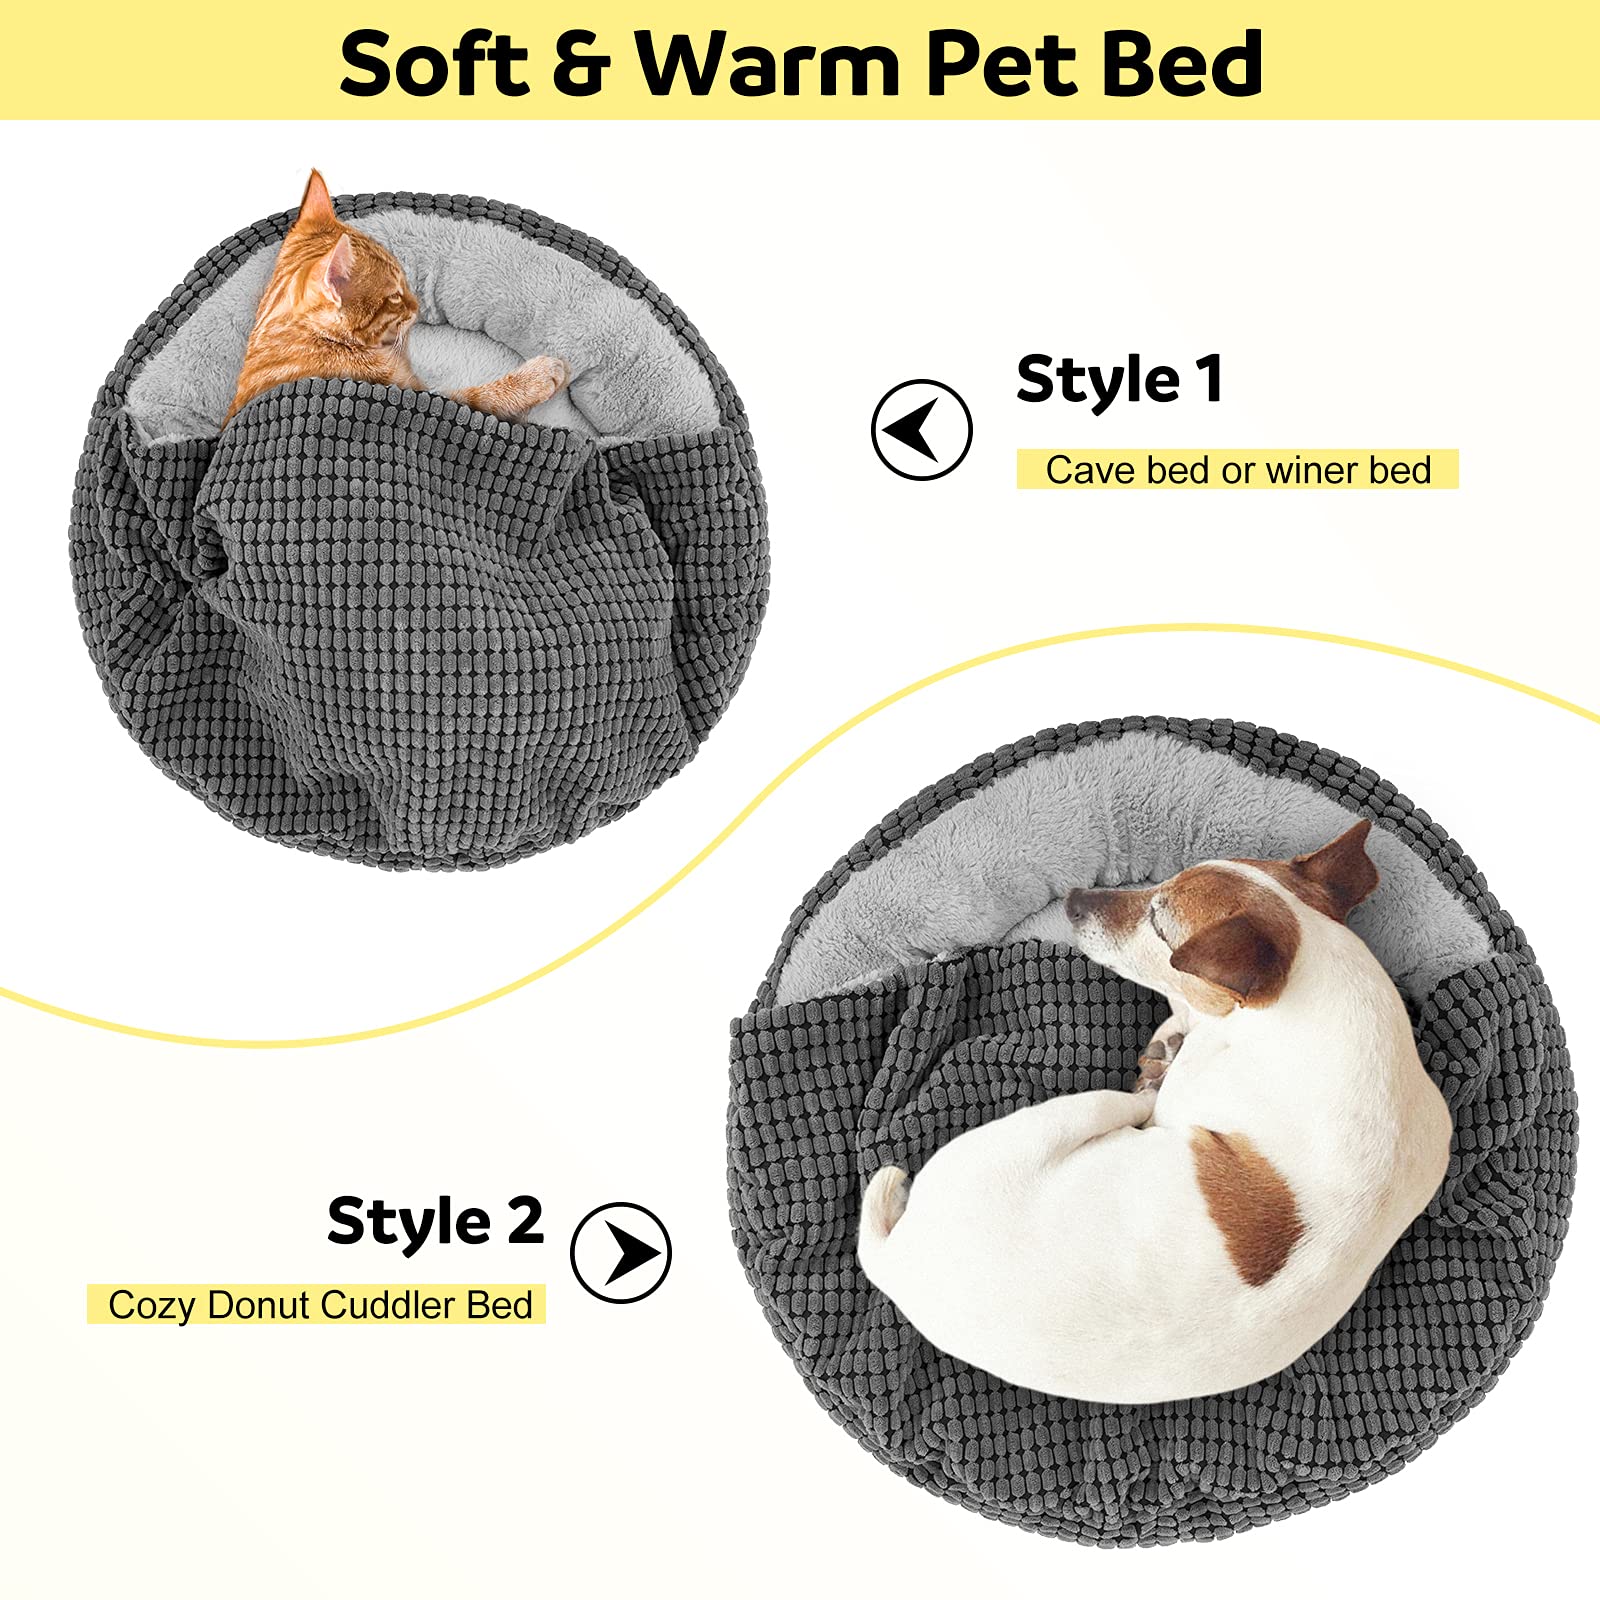 Soft & Warm Pet Bed
Style 1
Cave bed or winer bed
Style 2
Cozy Donut Cuddler Bed